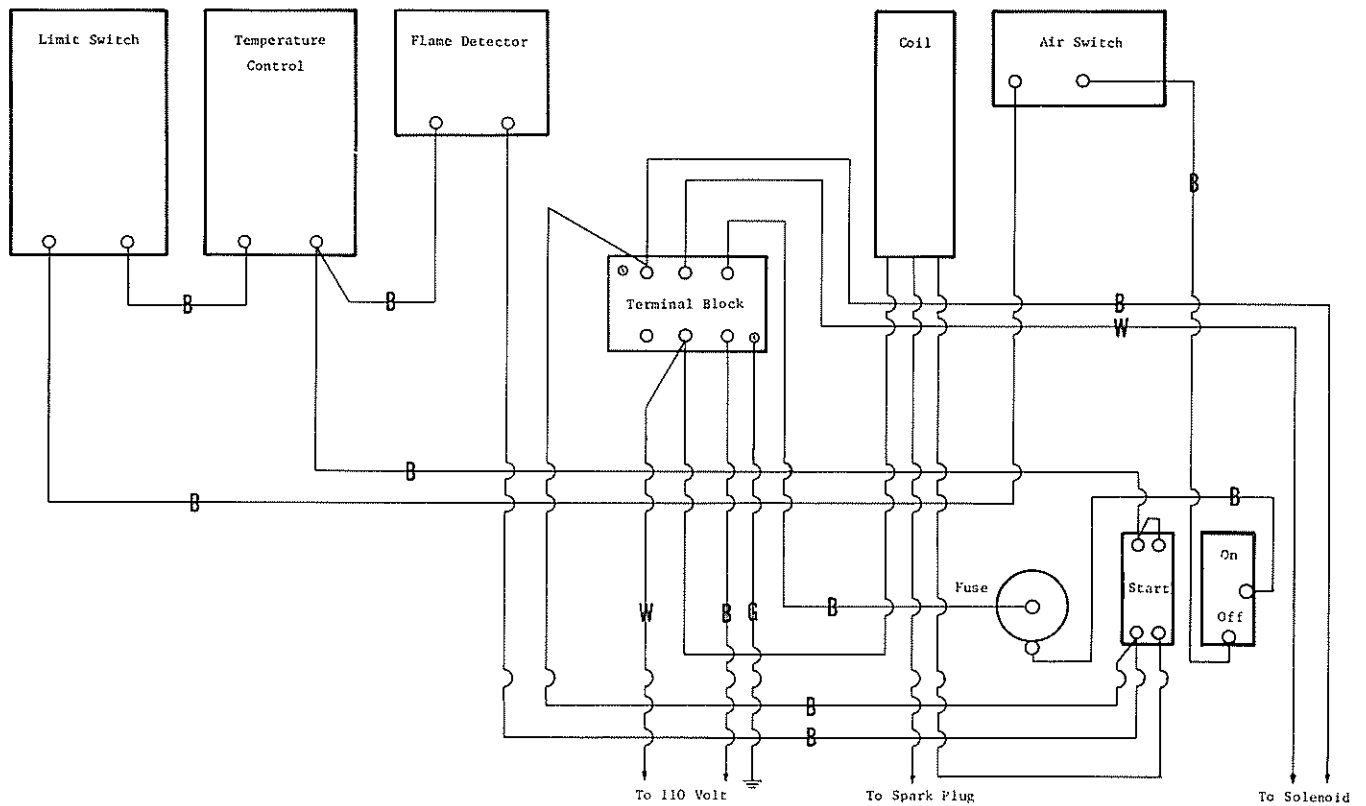 Limit Switch
Temperature
Control
Flame Detector
Coil
Air Switch
B
B
B
Terminal Block
B
W
B
B
B
On
Fuse
Start
W
B
G
B
Off
B
B
To 110 Volt
To Spark Plug
To Solenoid